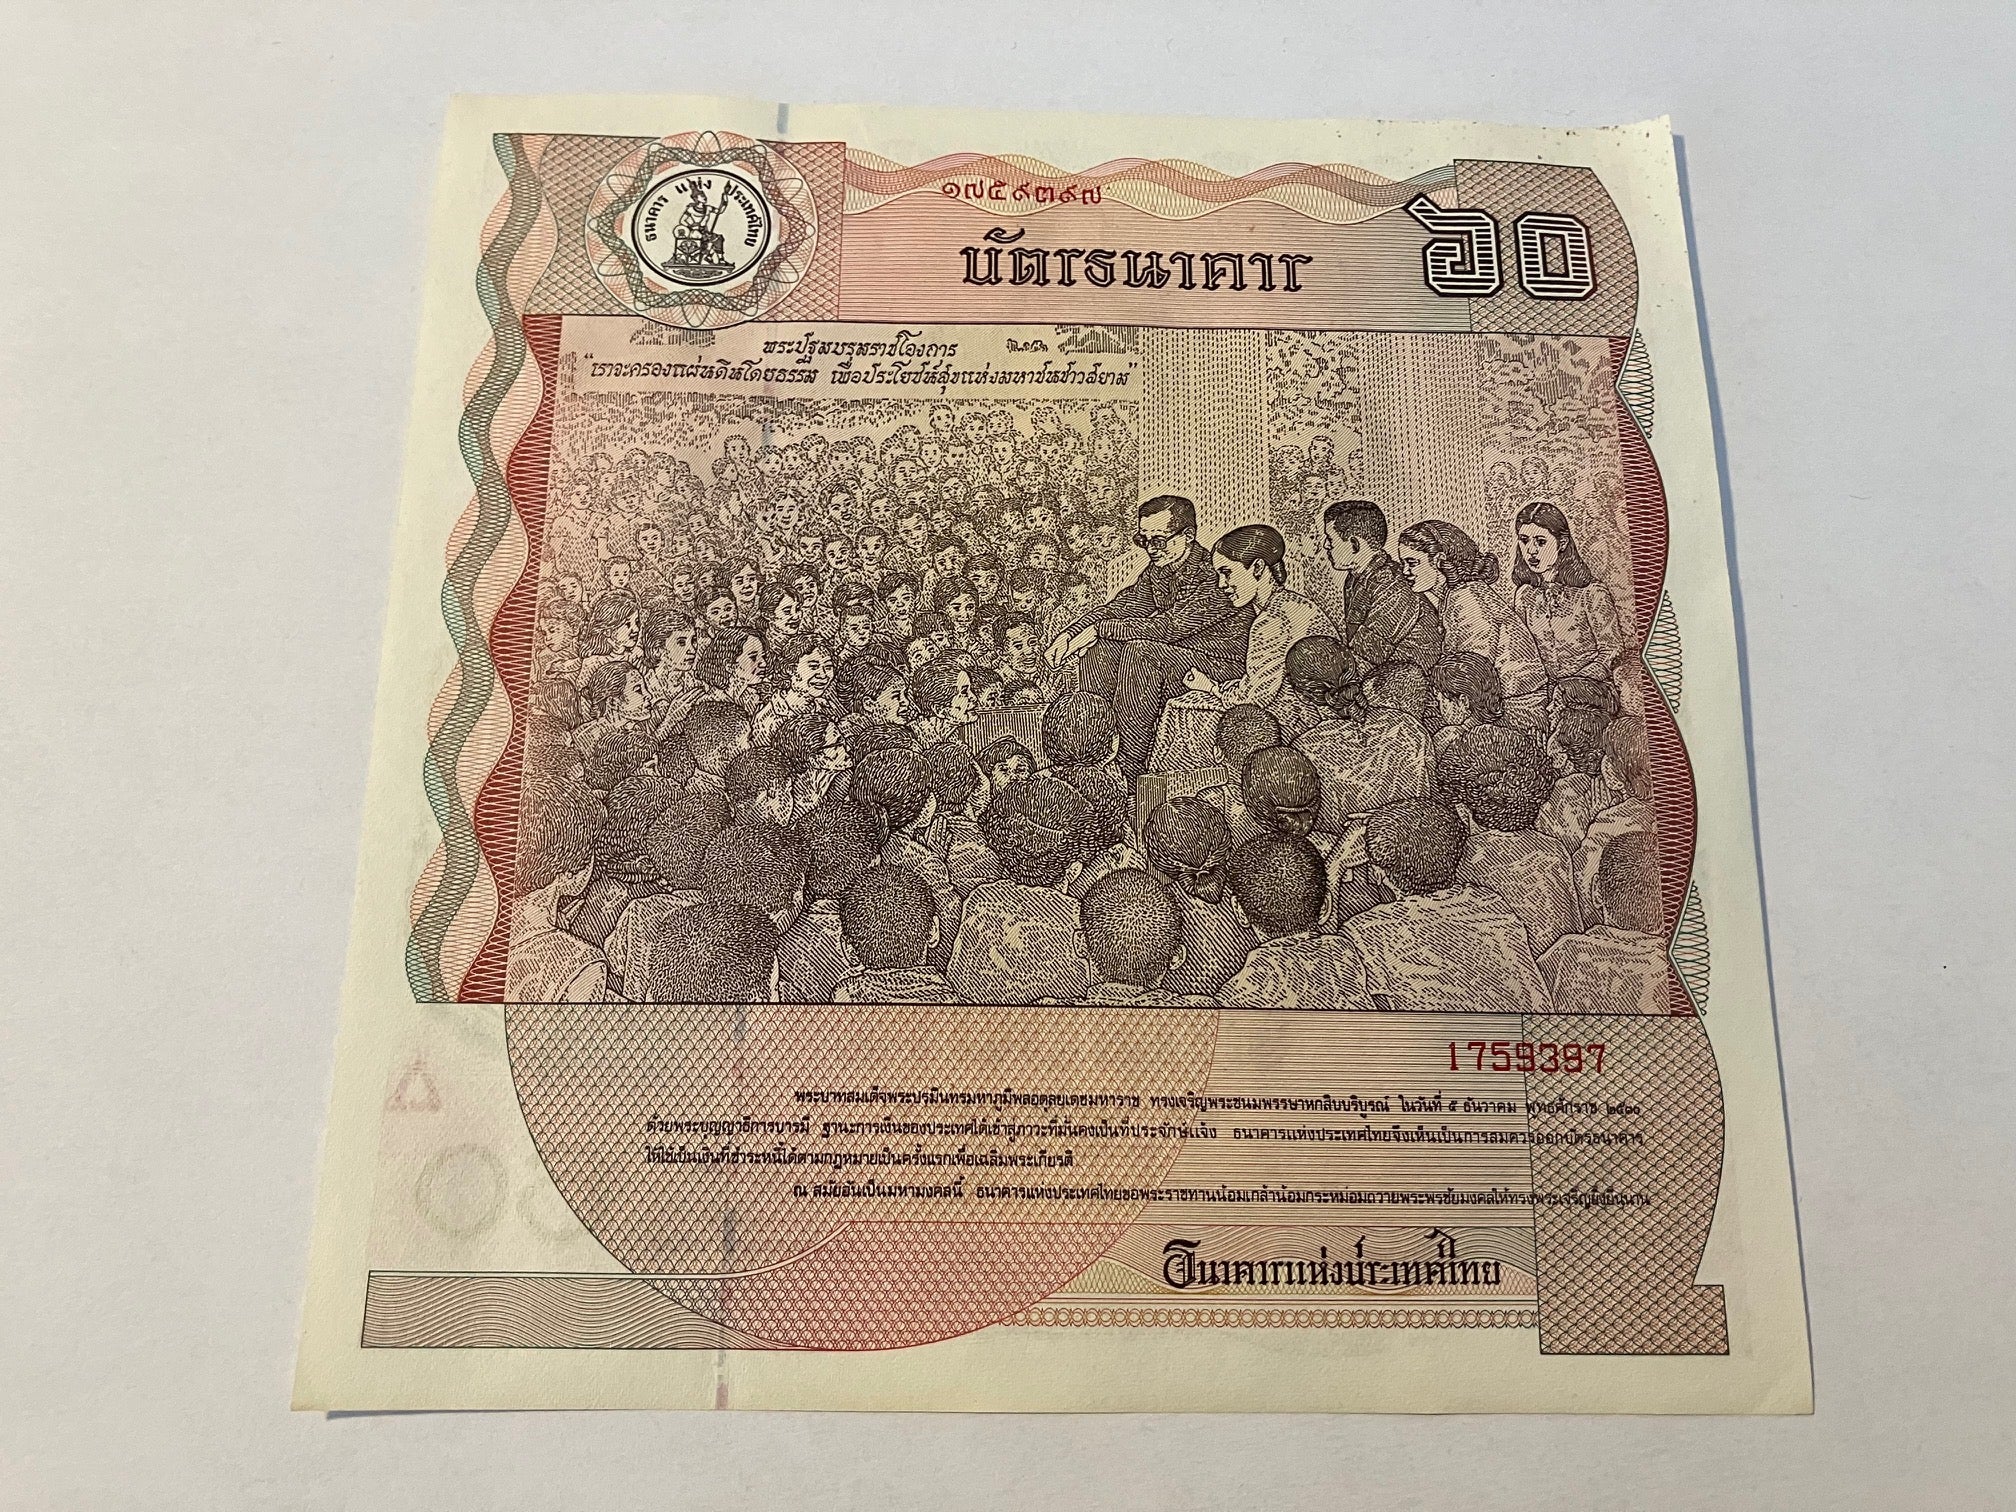 ธนาคาร แห่ง ประเทศไทย
๑๗๕๙๓๙๗
บัตรธนาคาร
๖๐
พระปฐมบรมราชโองการ
"เราจะครองแผ่นดินโดยธรรม เพื่อประโยชน์สุขแห่งมหาชนชาวสยาม"
1759397
พระบาทสมเด็จพระปรมินทรมหาภูมิพลอดุลยเดชมหาราช ทรงเจริญพระชนมพรรษาหกสิบบริบูรณ์ ในวันที่ ๕ ธันวาคม พุทธศักราช ๒๕๓๐
ด้วยพระบุญญาธิการบารมี ฐานะการเงินของประเทศได้เข้าสู่ภาวะที่มั่นคงเป็นที่ประจักษ์แจ้ง ธนาคารแห่งประเทศไทยจึงเห็นเป็นการสมควรออกบัตรธนาคาร
ให้ใช้เป็นเงินที่ชำระหนี้ได้ตามกฎหมายเป็นครั้งแรกเพื่อเฉลิมพระเกียรติ
ณ สมัยอันเป็นมหามงคลนี้ ธนาคารแห่งประเทศไทยขอพระราชทานน้อมเกล้าน้อมกระหม่อมถวายพระพรชัยมงคลให้ทรงพระเจริญยิ่งยืนนาน
ธนาคารแห่งประเทศไทย